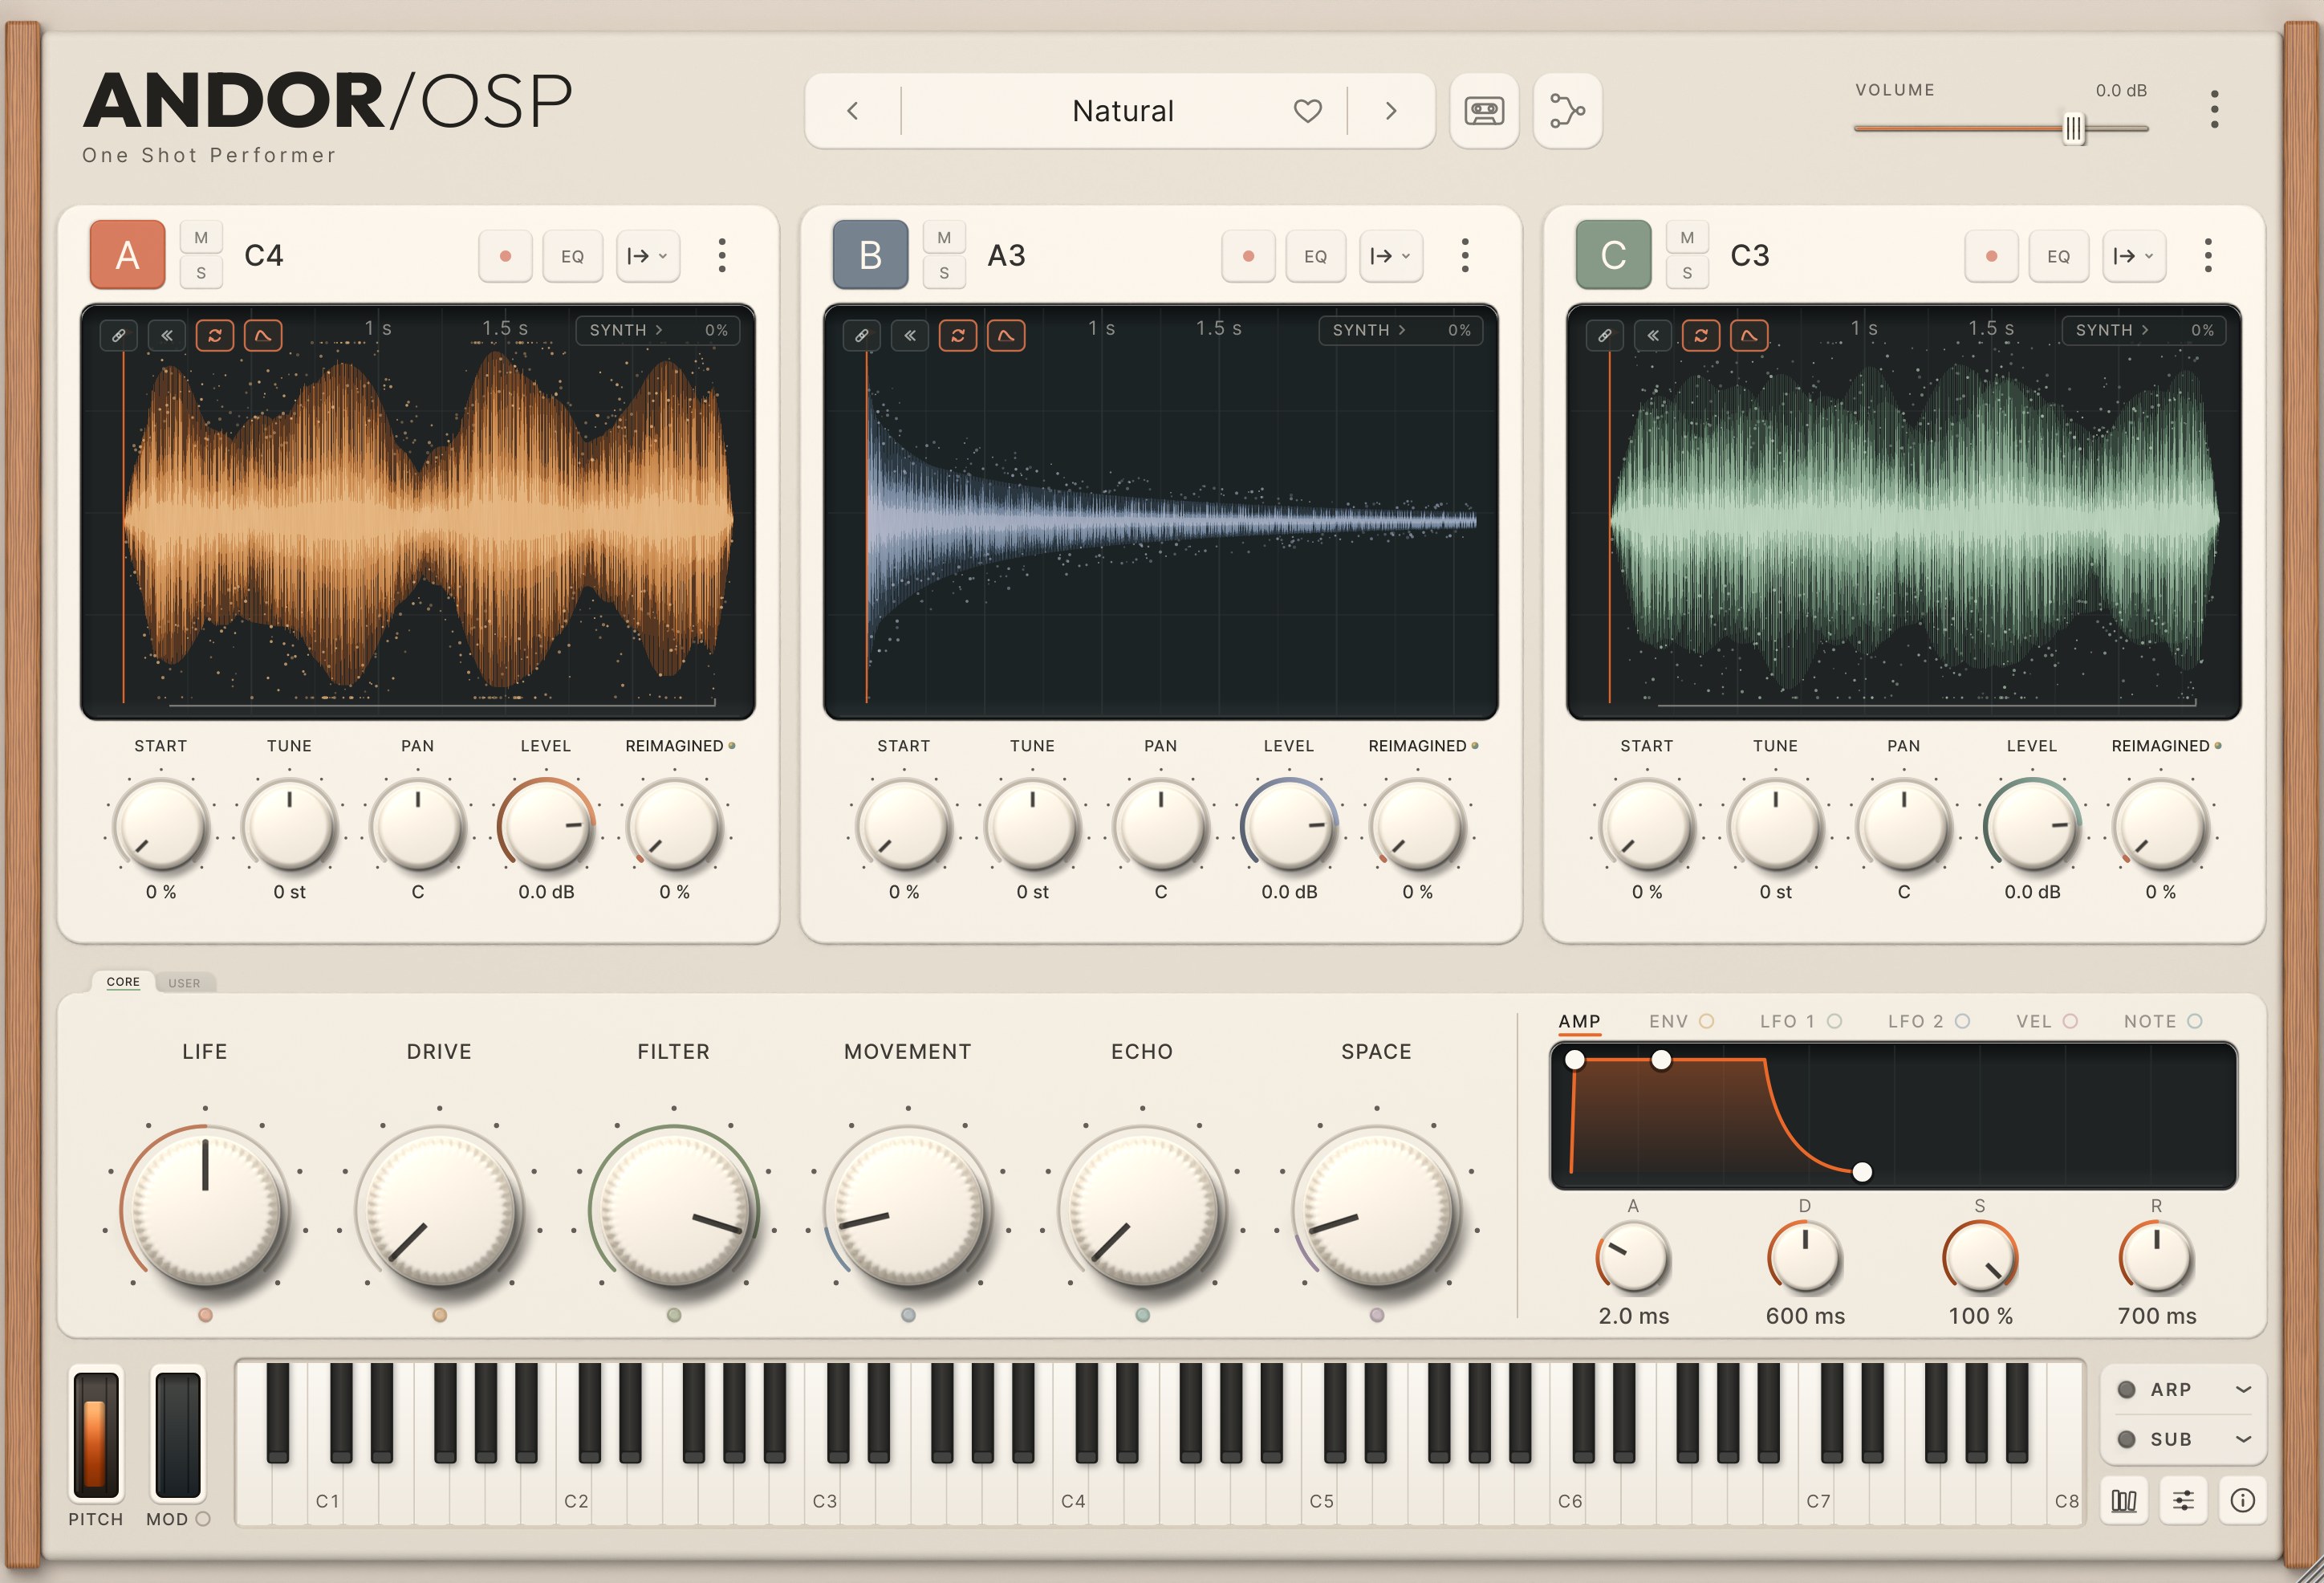 ANDOR/OSP
One Shot Performer
Natural
VOLUME 0.0 dB
A M S C4 EQ
1 s 1.5 s SYNTH 0%
START TUNE PAN LEVEL REIMAGINED
0 % 0 st C 0.0 dB 0 %
B M S A3 EQ
1 s 1.5 s SYNTH 0%
START TUNE PAN LEVEL REIMAGINED
0 % 0 st C 0.0 dB 0 %
C M S C3 EQ
1 s 1.5 s SYNTH 0%
START TUNE PAN LEVEL REIMAGINED
0 % 0 st C 0.0 dB 0 %
CORE USER
LIFE DRIVE FILTER MOVEMENT ECHO SPACE
AMP ENV LFO 1 LFO 2 VEL NOTE
A D S R
2.0 ms 600 ms 100 % 700 ms
PITCH MOD
C1 C2 C3 C4 C5 C6 C7 C8
ARP
SUB